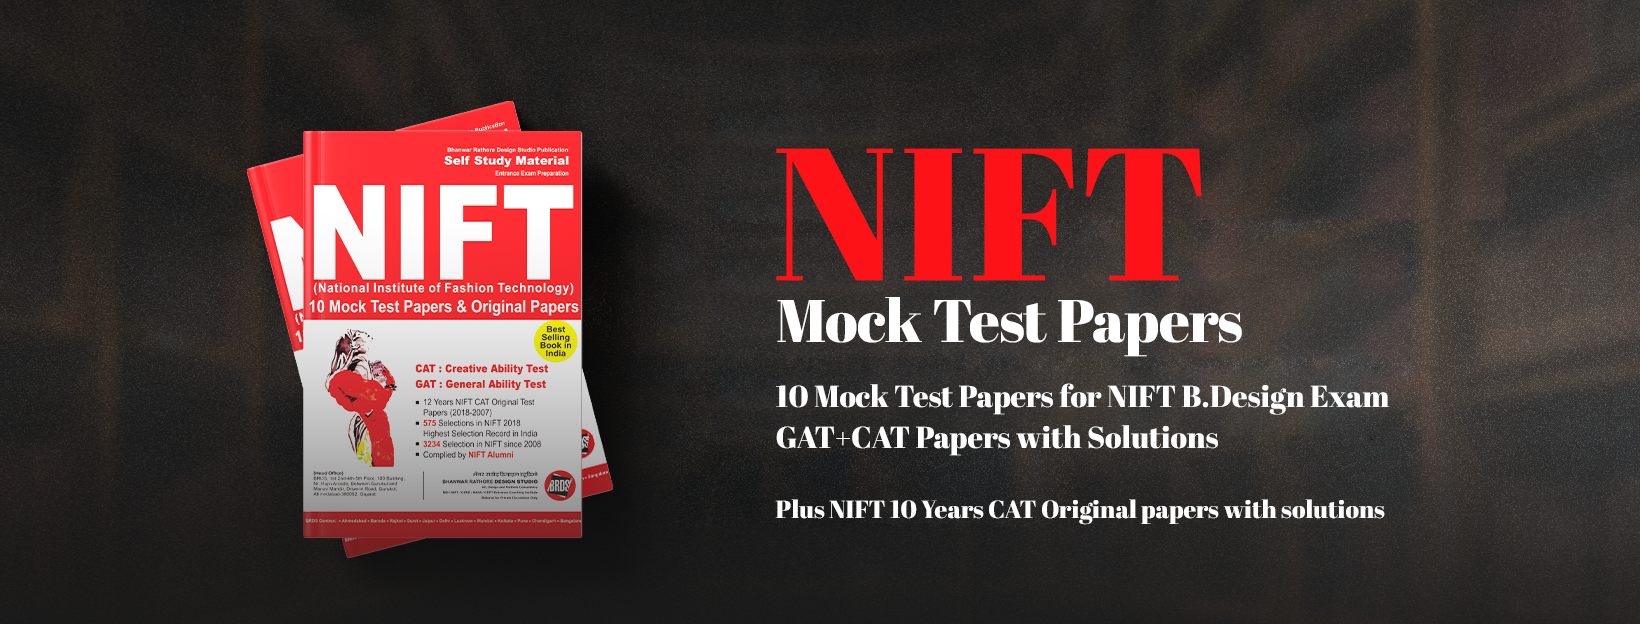 Publication
Bhanwar Rathore Design Studio Publication
Self Study Material
Entrance Exam Preparation
NIFT
(National Institute of Fashion Technology)
10 Mock Test Papers & Original Papers
Best
Selling
Book in
India
CAT : Creative Ability Test
GAT : General Ability Test
12 Years NIFT CAT Original Test
Papers (2018-2007)
575 Selections in NIFT 2018
Highest Selection Record in India
3234 Selection in NIFT since 2008
Complied by NIFT Alumni
(Head Office)
BHANWAR RATHORE DESIGN STUDIO
BRDS
NIFT
Mock Test Papers
10 Mock Test Papers for NIFT B.Design Exam
GAT+CAT Papers with Solutions
Plus NIFT 10 Years CAT Original papers with solutions